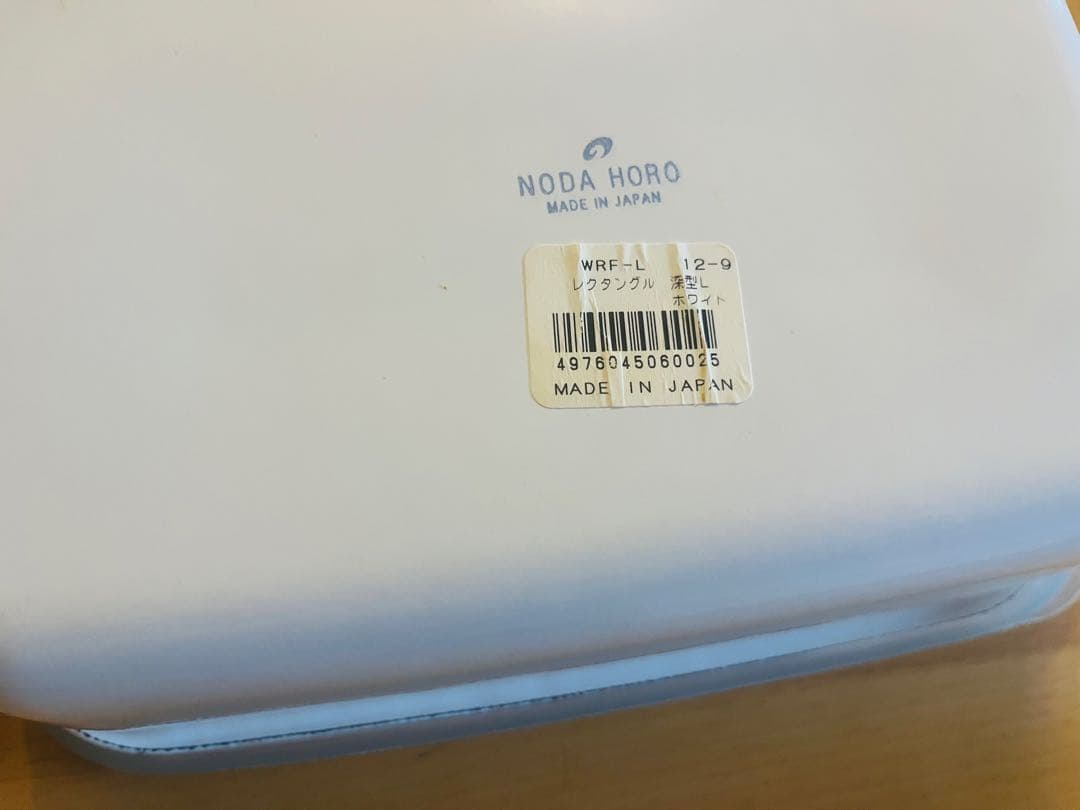 NODA HORO
MADE IN JAPAN
WRF-L 12-9
レクタングル 深型L
ホワイト
4976045060025
MADE IN JAPAN